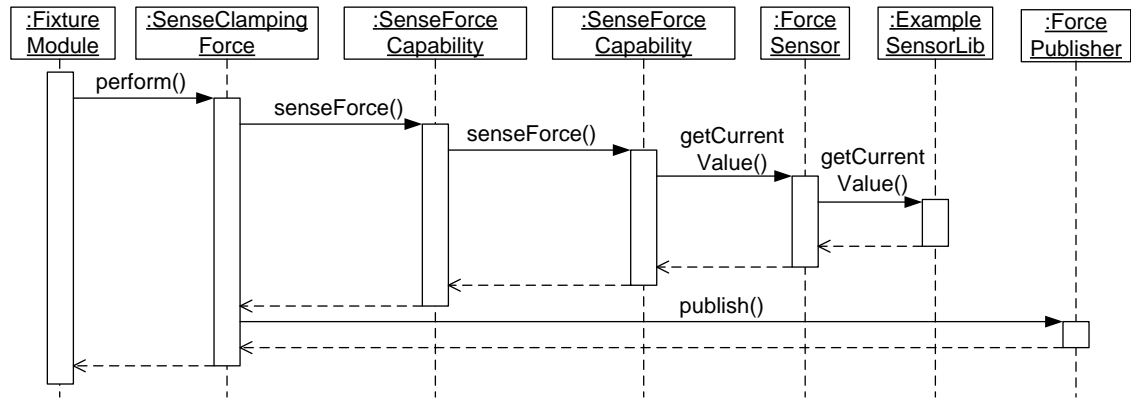 :Fixture
Module
:SenseClamping
Force
:SenseForce
Capability
:SenseForce
Capability
:Force
Sensor
:Example
SensorLib
:Force
Publisher
perform()
senseForce()
senseForce()
getCurrent
Value()
getCurrent
Value()
publish()